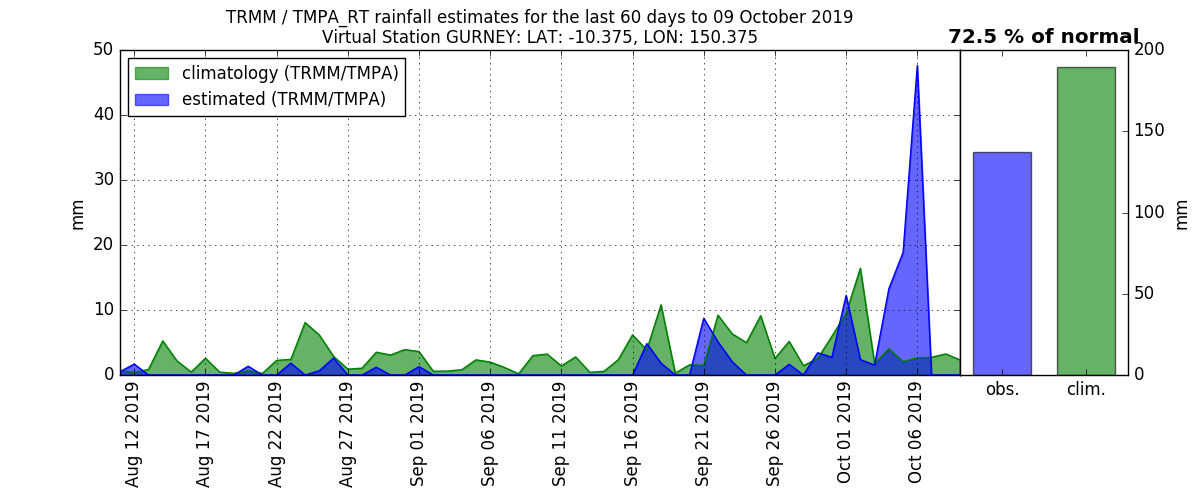 TRMM / TMPA_RT rainfall estimates for the last 60 days to 09 October 2019
Virtual Station GURNEY: LAT: -10.375, LON: 150.375
72.5 % of normal
climatology (TRMM/TMPA)
estimated (TRMM/TMPA)
50
40
30
20
10
0
mm
200
150
100
50
0
mm
Aug 12 2019
Aug 17 2019
Aug 22 2019
Aug 27 2019
Sep 01 2019
Sep 06 2019
Sep 11 2019
Sep 16 2019
Sep 21 2019
Sep 26 2019
Oct 01 2019
Oct 06 2019
obs.
clim.